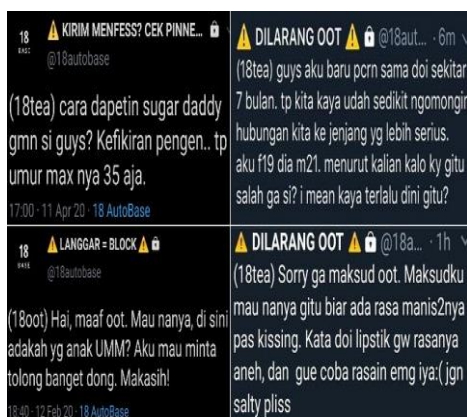 18
BASE
⚠️ KIRIM MENFESS? CEK PINNE... 🔒
@18autobase
(18tea) cara dapetin sugar daddy
gmn si guys? Kefikiran pengen.. tp
umur max nya 35 aja.
17:00 · 11 Apr 20 · 18 AutoBase
⚠️ DILARANG OOT ⚠️ 🔒 @18aut... · 6m
(18tea) guys aku baru pcrn sama doi sekitar
7 bulan. tp kita kaya udah sedikit ngomongin
hubungan kita ke jenjang yg lebih serius.
aku f19 dia m21. menurut kalian kalo ky gitu
salah ga si? i mean kaya terlalu dini gitu?
18
BASE
⚠️ LANGGAR = BLOCK ⚠️ 🔒
@18autobase
(18oot) Hai, maaf oot. Mau nanya, di sini
adakah yg anak UMM? Aku mau minta
tolong banget dong. Makasih!
18:40 · 12 Feb 20 · 18 AutoBase
⚠️ DILARANG OOT ⚠️ 🔒 @18a... · 1h
(18tea) Sorry ga maksud oot. Maksudku
mau nanya gitu biar ada rasa manis2nya
pas kissing. Kata doi lipstik gw rasanya
aneh, dan gue coba rasain emg iya:( jgn
salty pliss